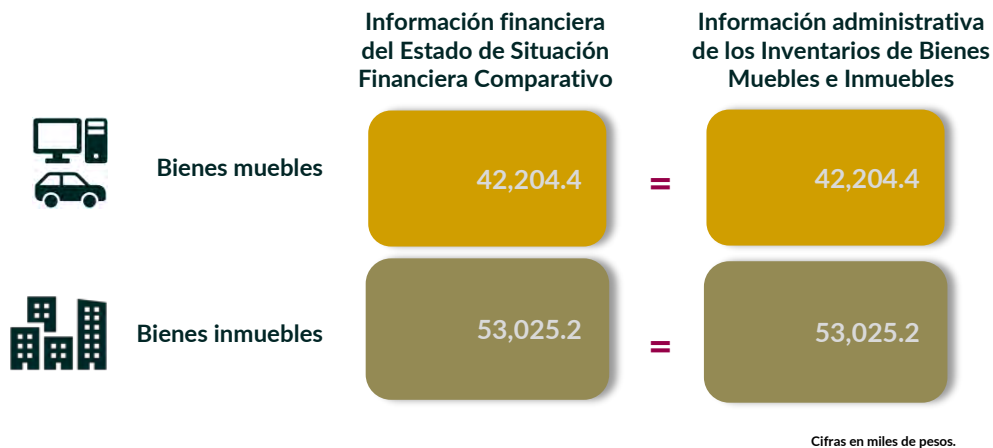 Información financiera
del Estado de Situación
Financiera Comparativo
Información administrativa
de los Inventarios de Bienes
Muebles e Inmuebles
Bienes muebles
42,204.4
=
42,204.4
Bienes inmuebles
53,025.2
=
53,025.2
Cifras en miles de pesos.